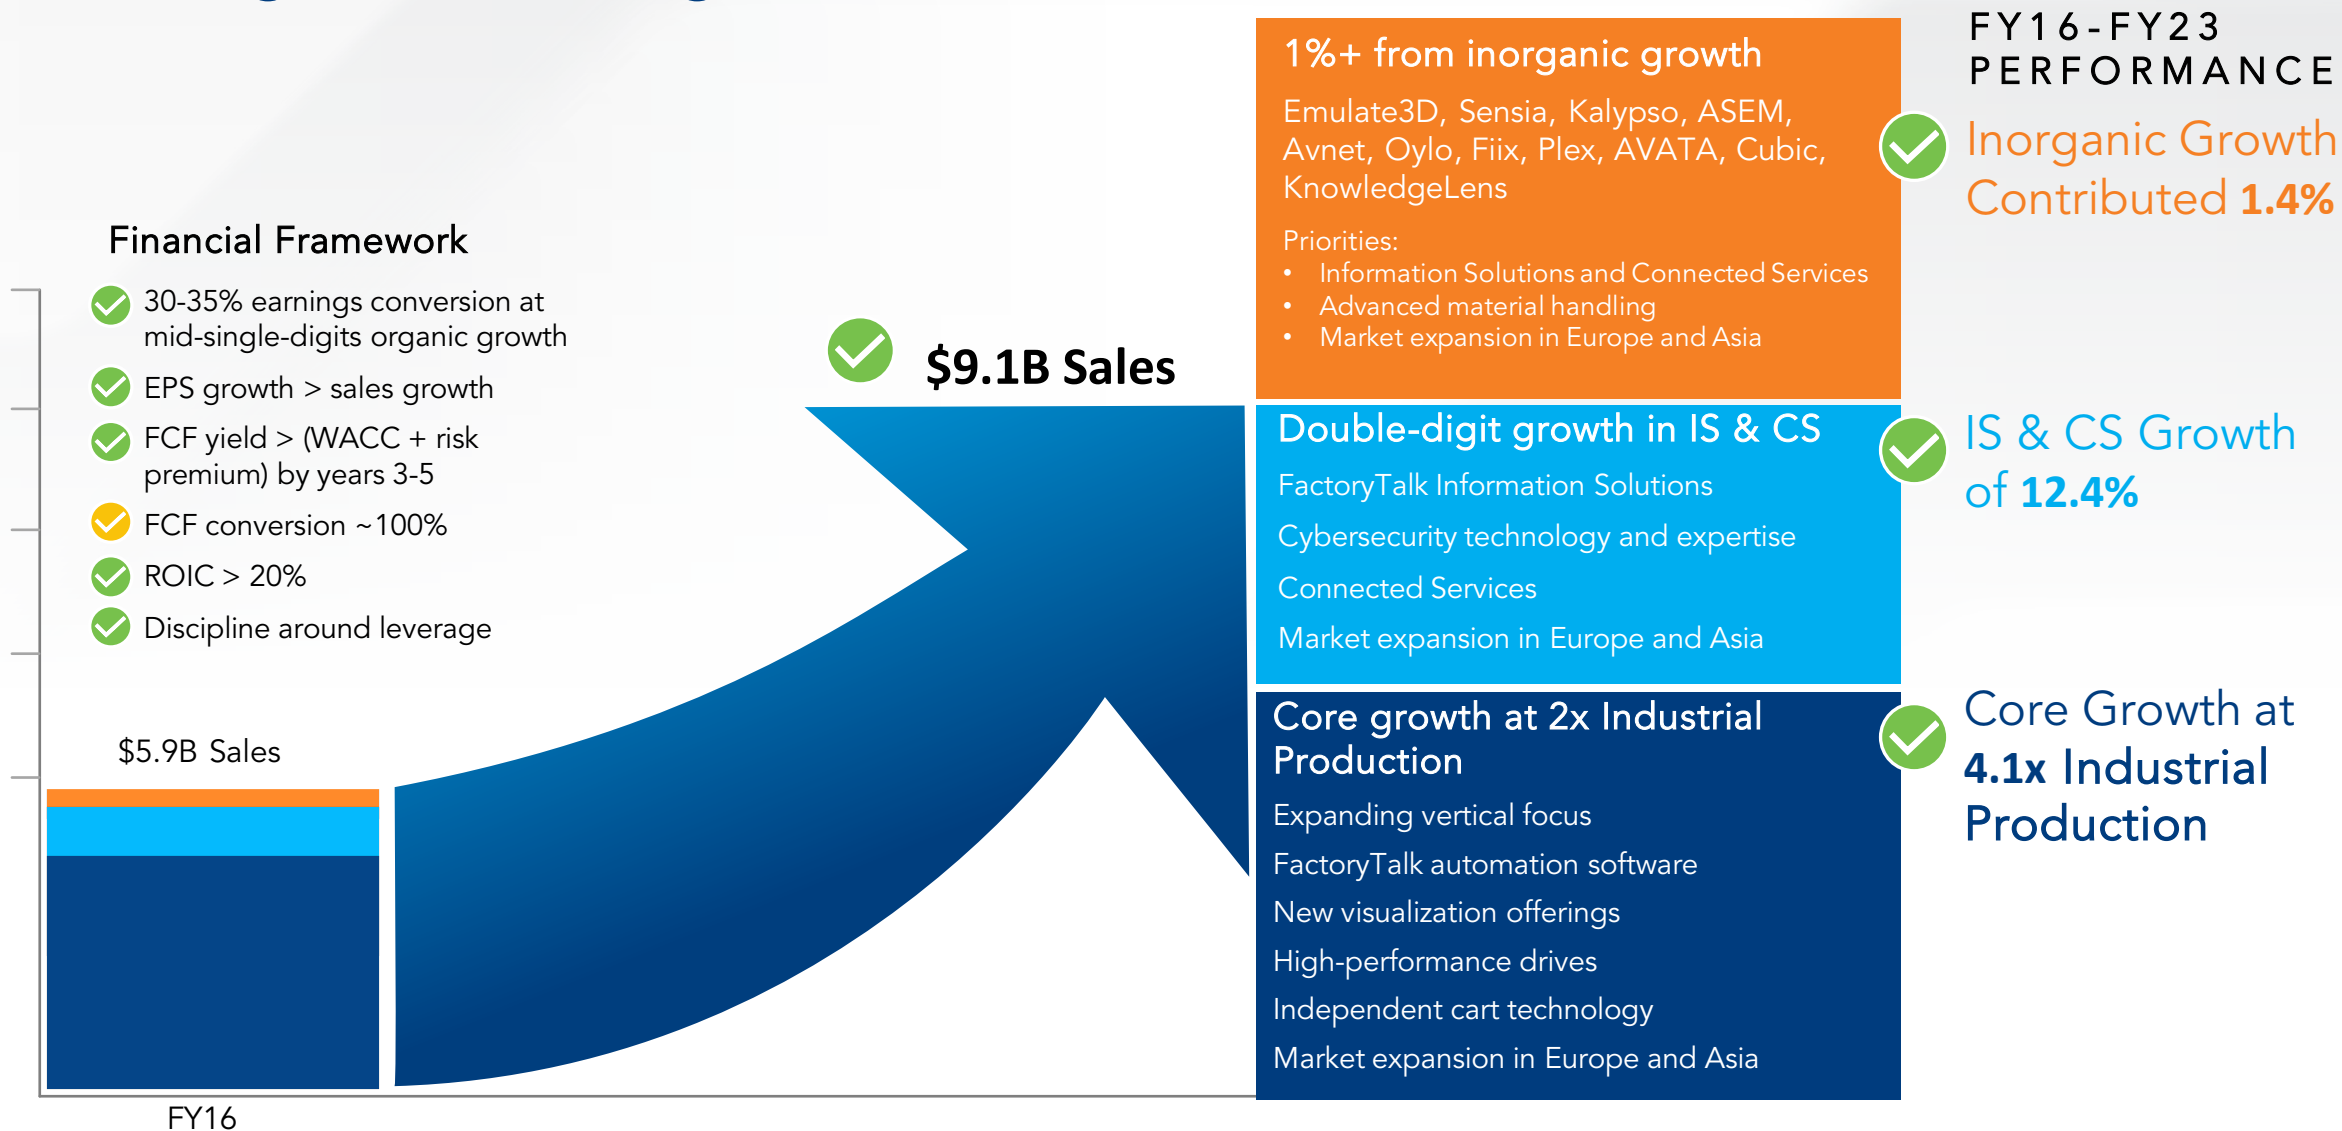 Financial Framework
30-35% earnings conversion at
mid-single-digits organic growth
EPS growth > sales growth
FCF yield > (WACC + risk
premium) by years 3-5
FCF conversion ~100%
ROIC > 20%
Discipline around leverage
$5.9B Sales
FY16
$9.1B Sales
1%+ from inorganic growth
Emulate3D, Sensia, Kalypso, ASEM,
Avnet, Oylo, Fiix, Plex, AVATA, Cubic,
KnowledgeLens
Priorities:
• Information Solutions and Connected Services
• Advanced material handling
• Market expansion in Europe and Asia
Double-digit growth in IS & CS
FactoryTalk Information Solutions
Cybersecurity technology and expertise
Connected Services
Market expansion in Europe and Asia
Core growth at 2x Industrial
Production
Expanding vertical focus
FactoryTalk automation software
New visualization offerings
High-performance drives
Independent cart technology
Market expansion in Europe and Asia
FY16-FY23
PERFORMANCE
Inorganic Growth
Contributed 1.4%
IS & CS Growth
of 12.4%
Core Growth at
4.1x Industrial
Production